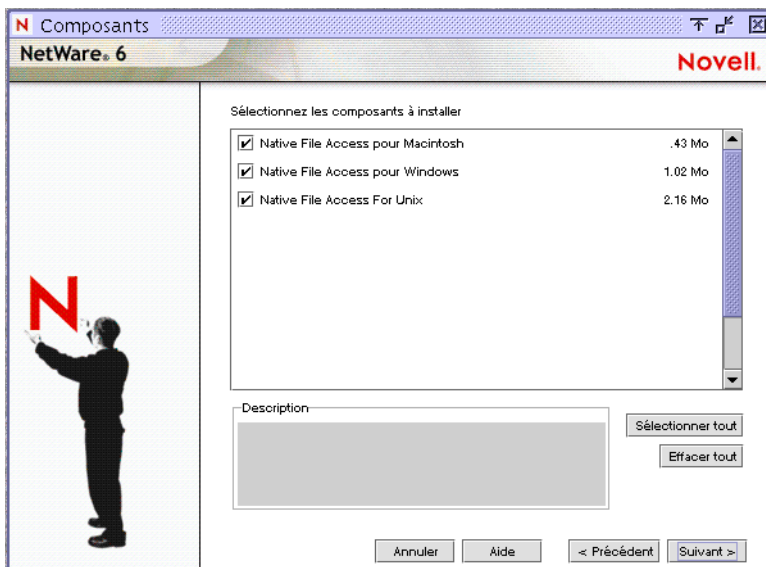 N Composants
NetWare® 6
Novell.
Sélectionnez les composants à installer
Native File Access pour Macintosh .43 Mo
Native File Access pour Windows 1.02 Mo
Native File Access For Unix 2.16 Mo
N
Description
Sélectionner tout
Effacer tout
Annuler Aide < Précédent Suivant >